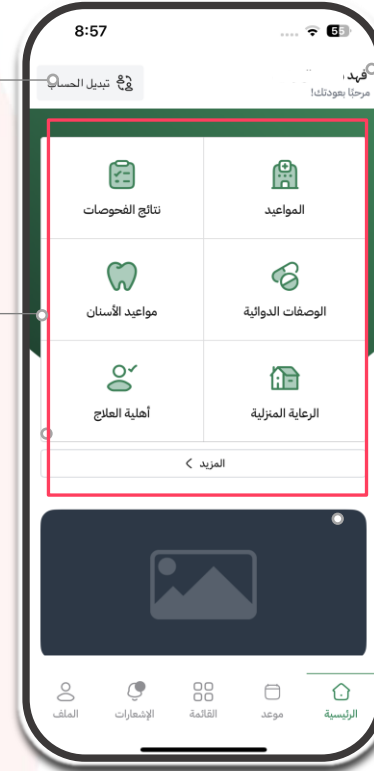 8:57
فهد
تبديل الحساب
مرحبًا بعودتك!
المواعيد
نتائج الفحوصات
الوصفات الدوائية
مواعيد الأسنان
الرعاية المنزلية
أهلية العلاج
المزيد
الرئيسية
موعد
القائمة
الإشعارات
الملف